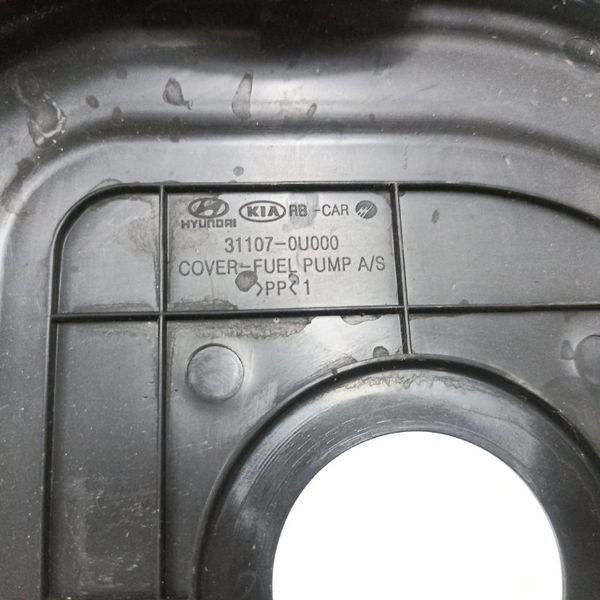 HYUNDAI KIA RB-CAR
31107-0U000
COVER-FUEL PUMP A/S
>PP< 1